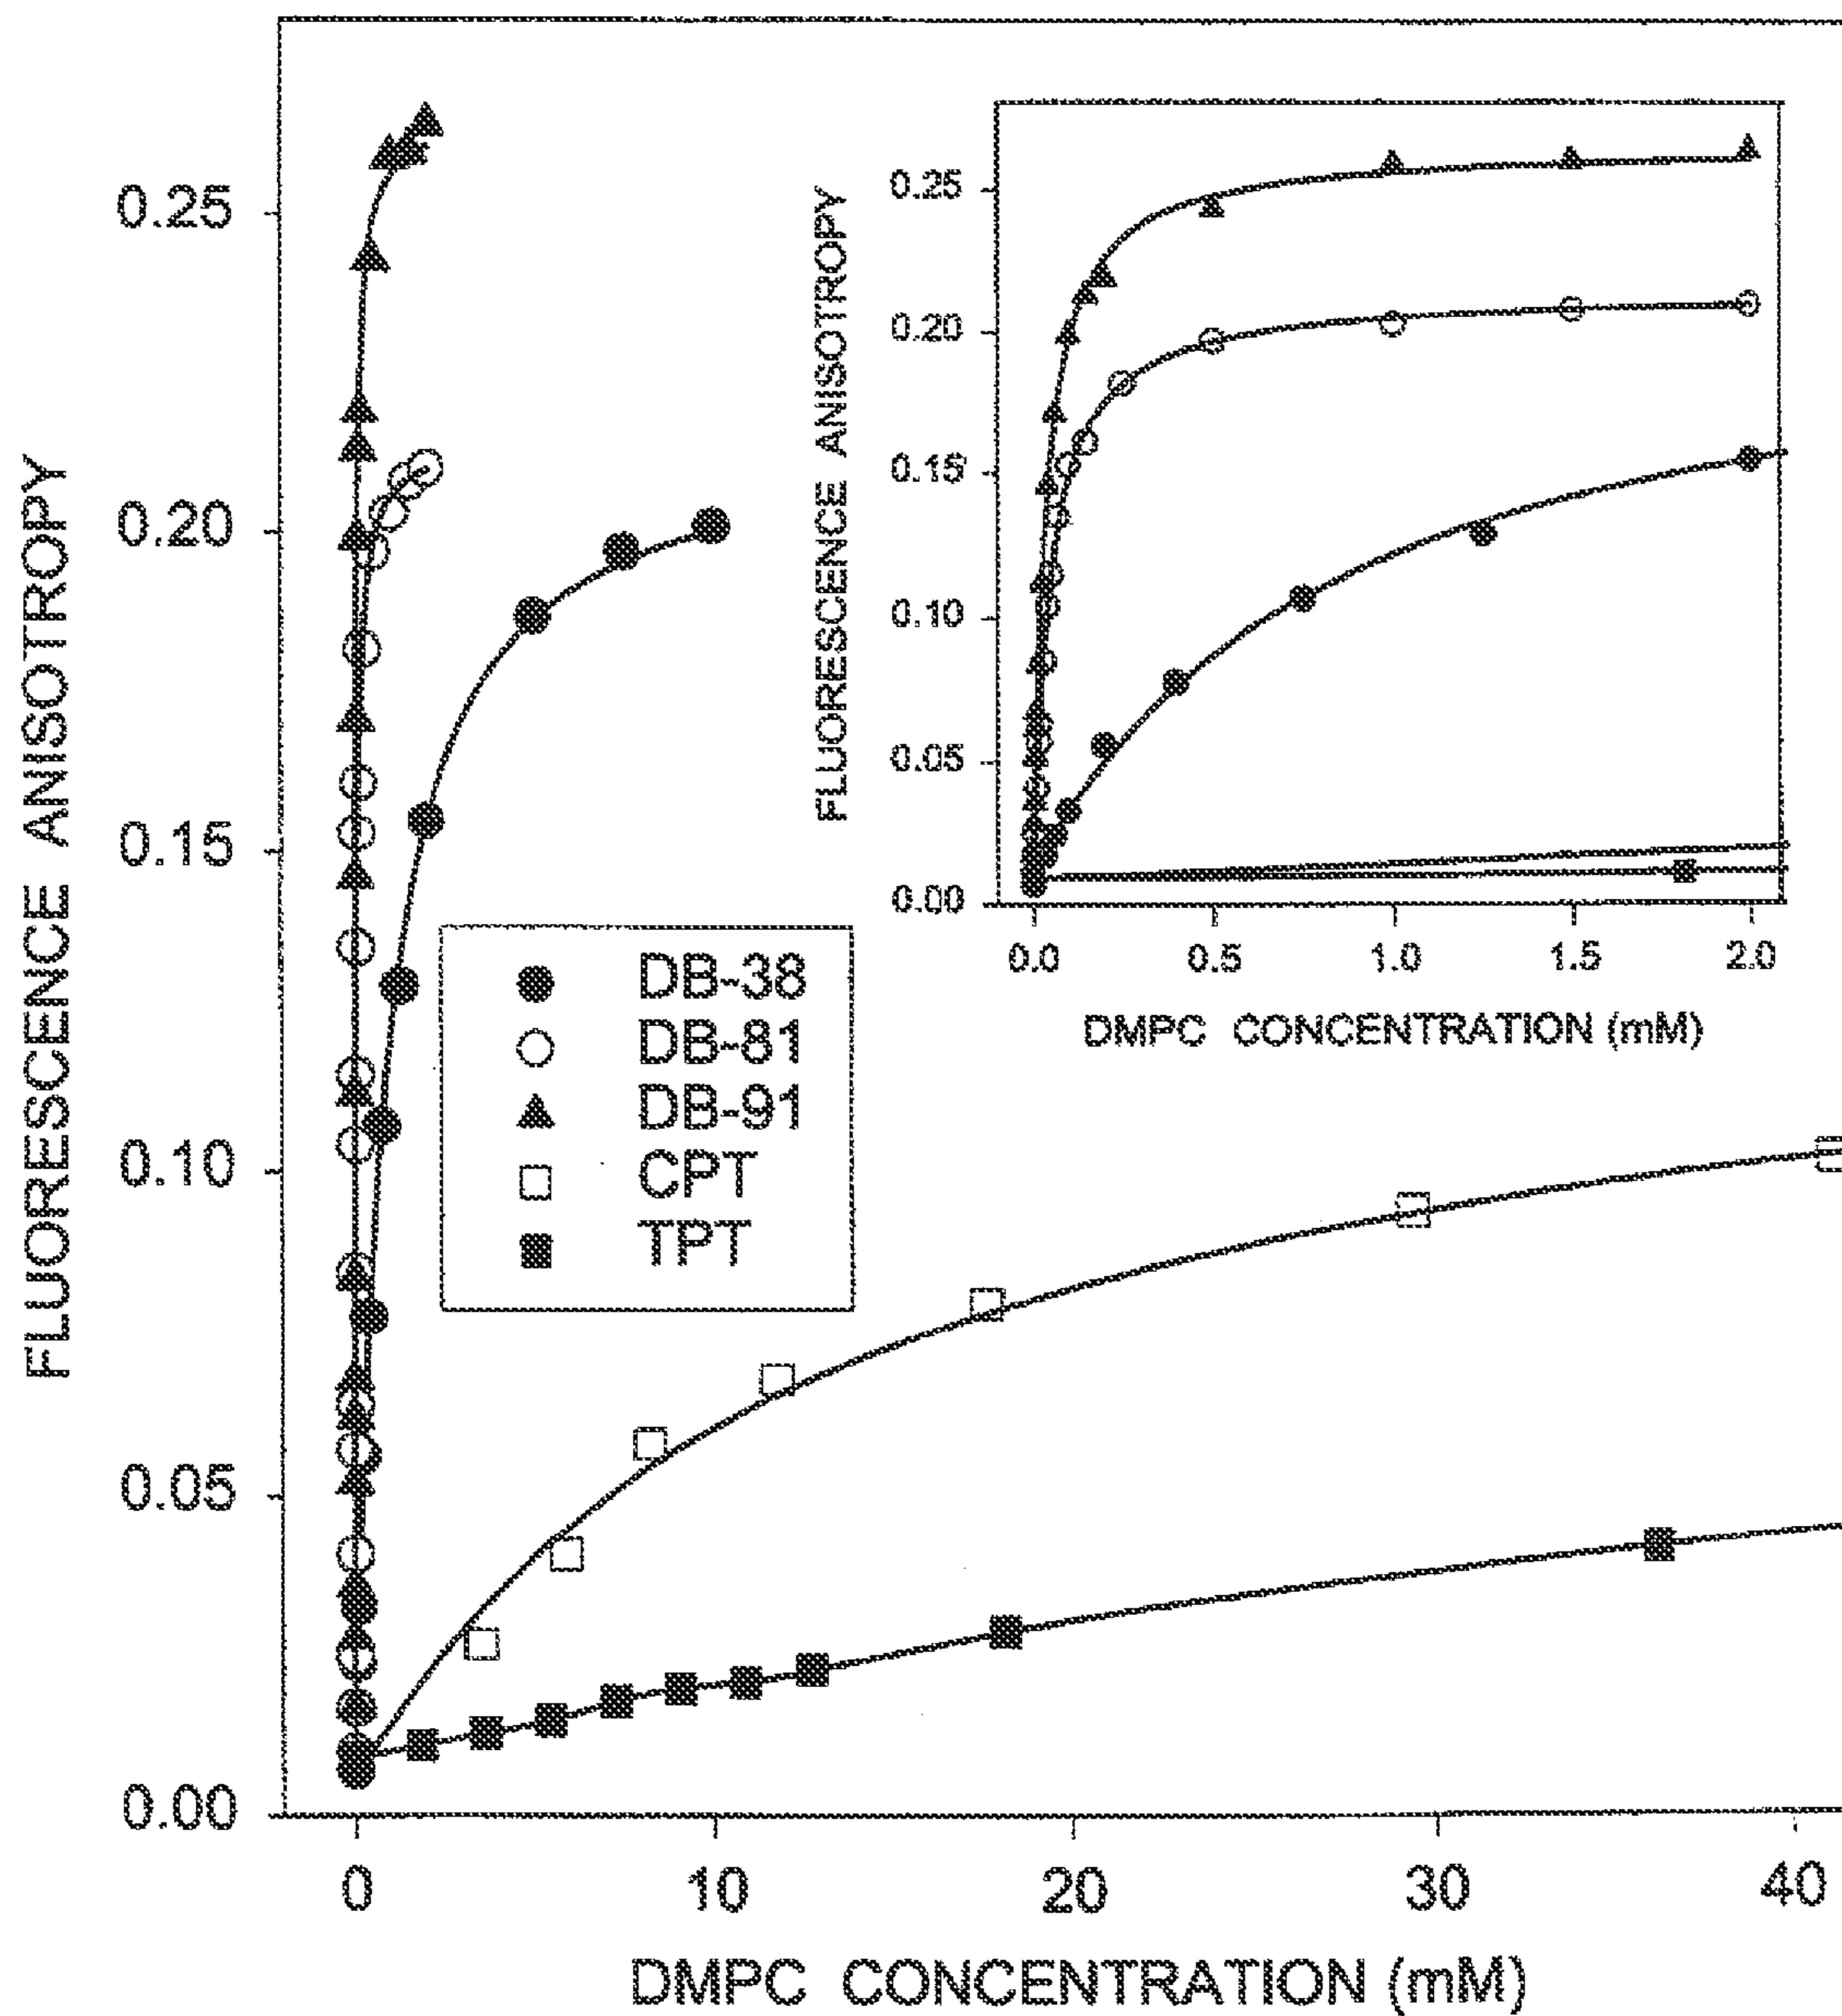 FLUORESCENCE ANISOTROPY
0.25
0.20
0.15
0.10
0.05
0.00
0
10
20
30
40
DMPC CONCENTRATION (mM)
DB-38
DB-81
DB-91
CPT
TPT
FLUORESCENCE ANISOTROPY
0.25
0.20
0.15
0.10
0.05
0.00
0.0
0.5
1.0
1.5
2.0
DMPC CONCENTRATION (mM)